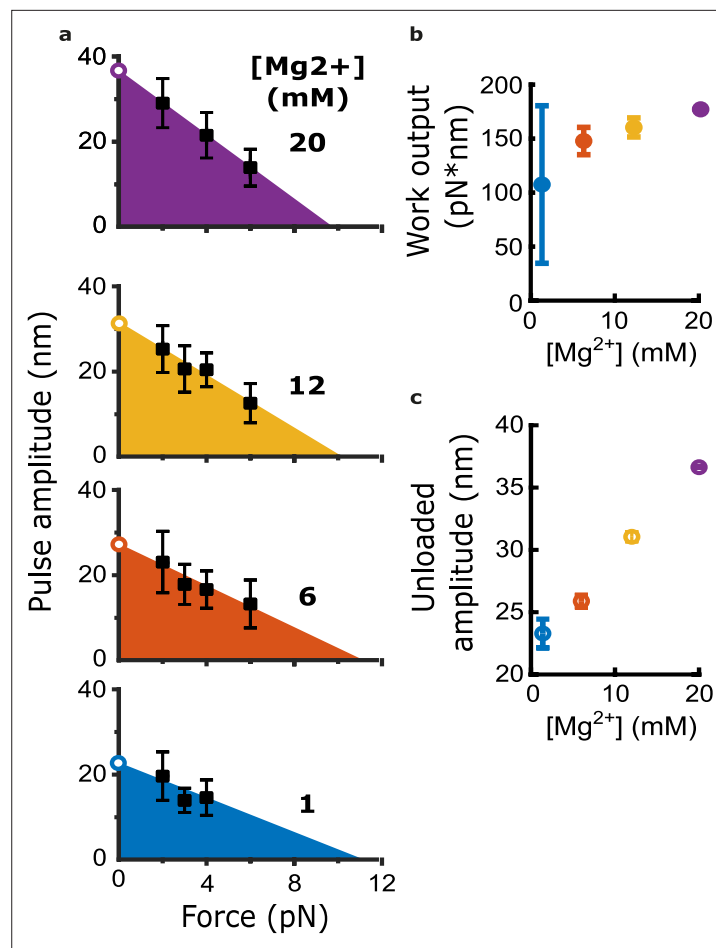 a
Pulse amplitude (nm)
[Mg2+]
(mM)
40
20
0
20
40
20
0
12
40
20
0
6
40
20
0
1
0 4 8 12
Force (pN)
b
Work output
(pN*nm)
200
150
100
50
0
0 10 20
[Mg²⁺] (mM)
c
Unloaded
amplitude (nm)
40
35
30
25
20
0 10 20
[Mg²⁺] (mM)